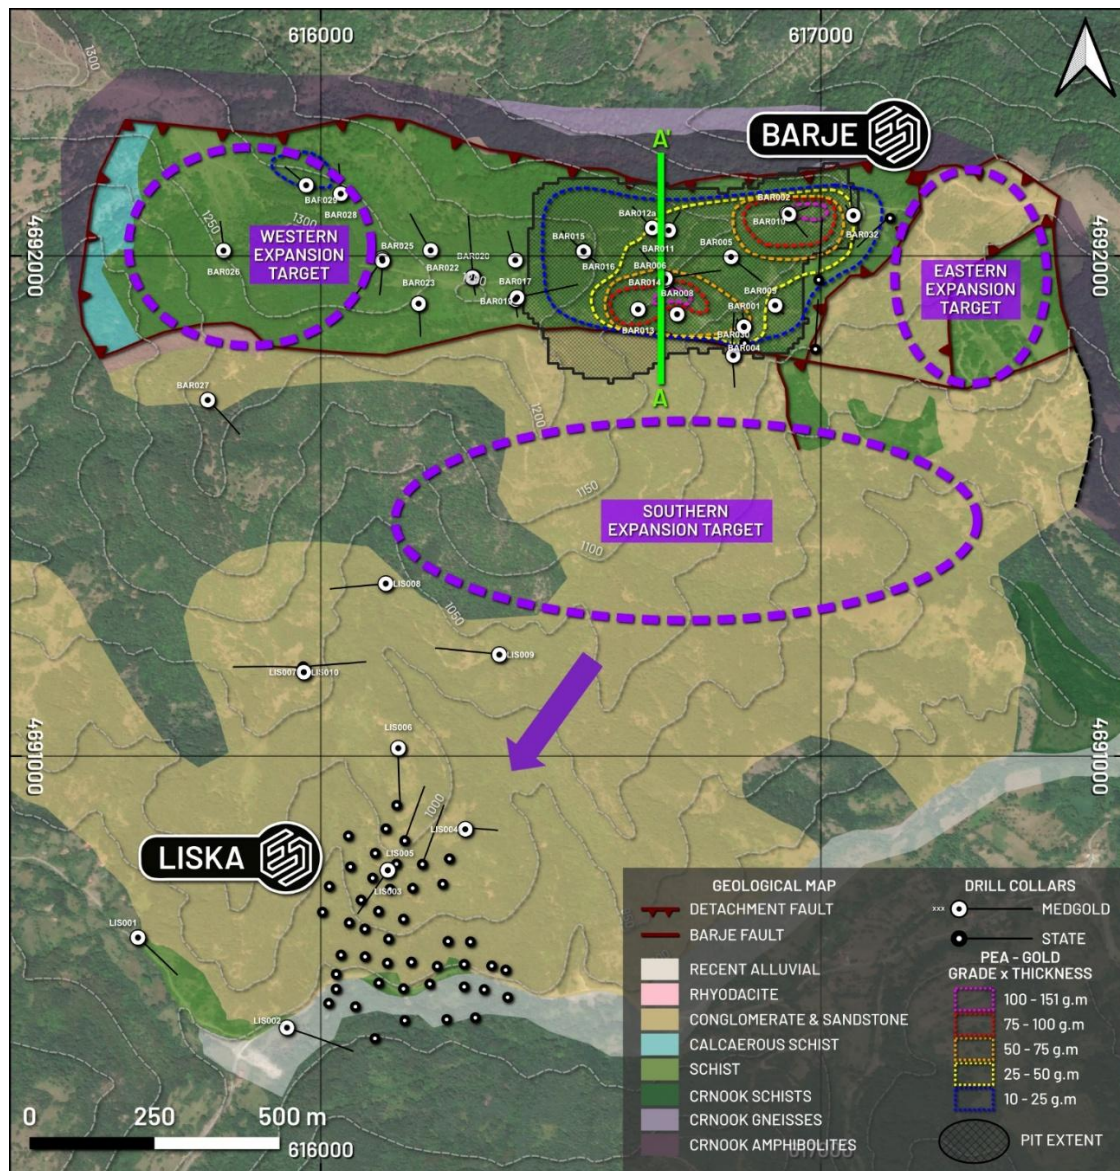 616000
617000
1300
BARJE
A'
4692000
4692000
BAR002
BAR029
BAR028
BAR012a
BAR010
1250
1300
WESTERN
EXPANSION
TARGET
BAR025
BAR015
BAR011
BAR005
BAR032
BAR026
BAR022
BAR020
BAR016
BAR006
EASTERN
EXPANSION
TARGET
BAR023
BAR017
BAR014
BAR008
BAR009
BAR001
BAR013
BAR004
BAR027
A
1200
1150
SOUTHERN
EXPANSION TARGET
1100
LIS008
1050
LIS009
LIS007
LIS010
LIS006
4691000
4691000
1000
LIS004
LISKA
LIS005
LIS003
LIS001
LIS002
GEOLOGICAL MAP
DETACHMENT FAULT
BARJE FAULT
RECENT ALLUVIAL
RHYODACITE
CONGLOMERATE & SANDSTONE
CALCAEROUS SCHIST
SCHIST
CRNOOK SCHISTS
CRNOOK GNEISSES
CRNOOK AMPHIBOLITES
DRILL COLLARS
xxx MEDGOLD
STATE
PEA - GOLD
GRADE x THICKNESS
100 - 151 g.m
75 - 100 g.m
50 - 75 g.m
25 - 50 g.m
10 - 25 g.m
PIT EXTENT
0 250 500 m
616000
617000